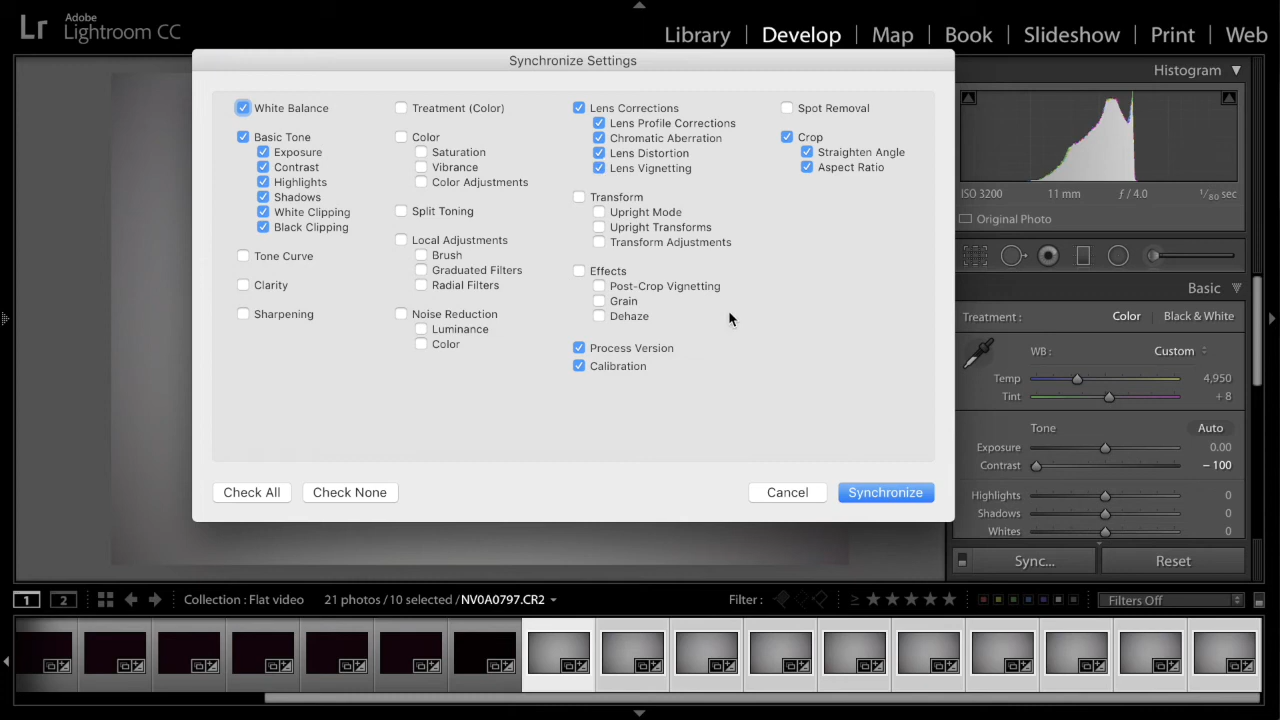 Lr Adobe
Lightroom CC
Library | Develop | Map | Book | Slideshow | Print | Web
Synchronize Settings
White Balance
Basic Tone
Exposure
Contrast
Highlights
Shadows
White Clipping
Black Clipping
Tone Curve
Clarity
Sharpening
Treatment (Color)
Color
Saturation
Vibrance
Color Adjustments
Split Toning
Local Adjustments
Brush
Graduated Filters
Radial Filters
Noise Reduction
Luminance
Color
Lens Corrections
Lens Profile Corrections
Chromatic Aberration
Lens Distortion
Lens Vignetting
Transform
Upright Mode
Upright Transforms
Transform Adjustments
Effects
Post-Crop Vignetting
Grain
Dehaze
Process Version
Calibration
Spot Removal
Crop
Straighten Angle
Aspect Ratio
Check All
Check None
Cancel
Synchronize
Histogram
ISO 3200 11 mm ƒ / 4.0 1/80 sec
Original Photo
Basic
Treatment : Color Black & White
WB : Custom
Temp 4,950
Tint + 8
Tone Auto
Exposure 0.00
Contrast – 100
Highlights 0
Shadows 0
Whites 0
Sync... Reset
1 2 Collection : Flat video 21 photos / 10 selected / NV0A0797.CR2 Filter : ≥ Filters Off